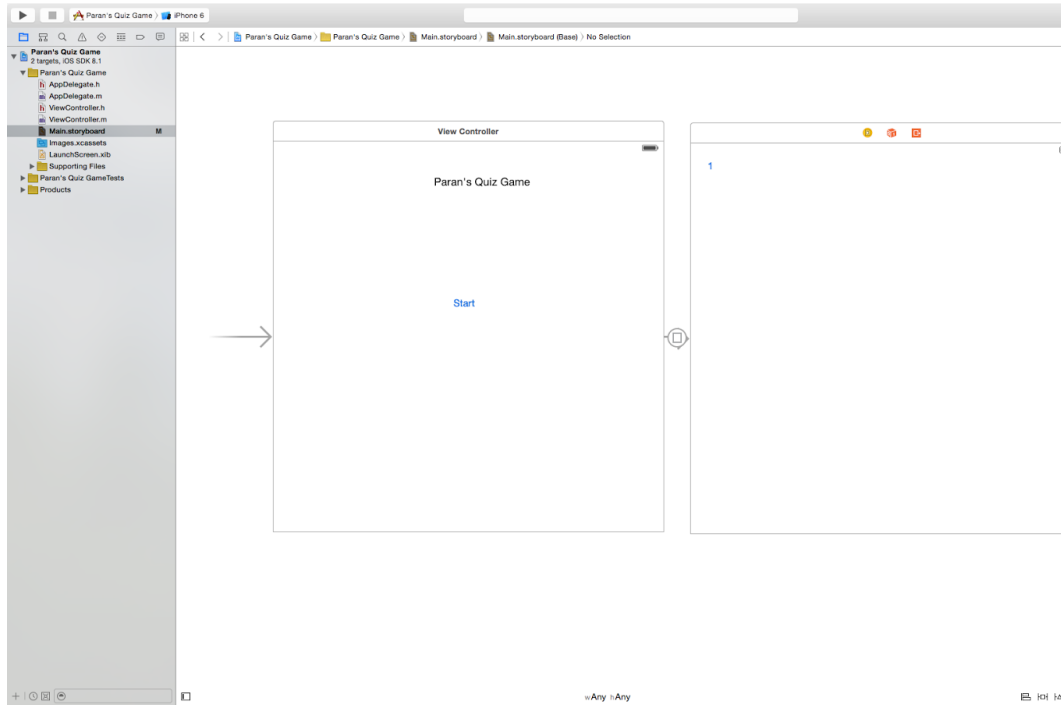 Paran's Quiz Game iPhone 6
Paran's Quiz Game Paran's Quiz Game Main.storyboard Main.storyboard (Base) No Selection
Paran's Quiz Game
2 targets, iOS SDK 8.1
Paran's Quiz Game
AppDelegate.h
AppDelegate.m
ViewController.h
ViewController.m
Main.storyboard M
Images.xcassets
LaunchScreen.xib
Supporting Files
Paran's Quiz GameTests
Products
View Controller
Paran's Quiz Game
Start
1
wAny hAny